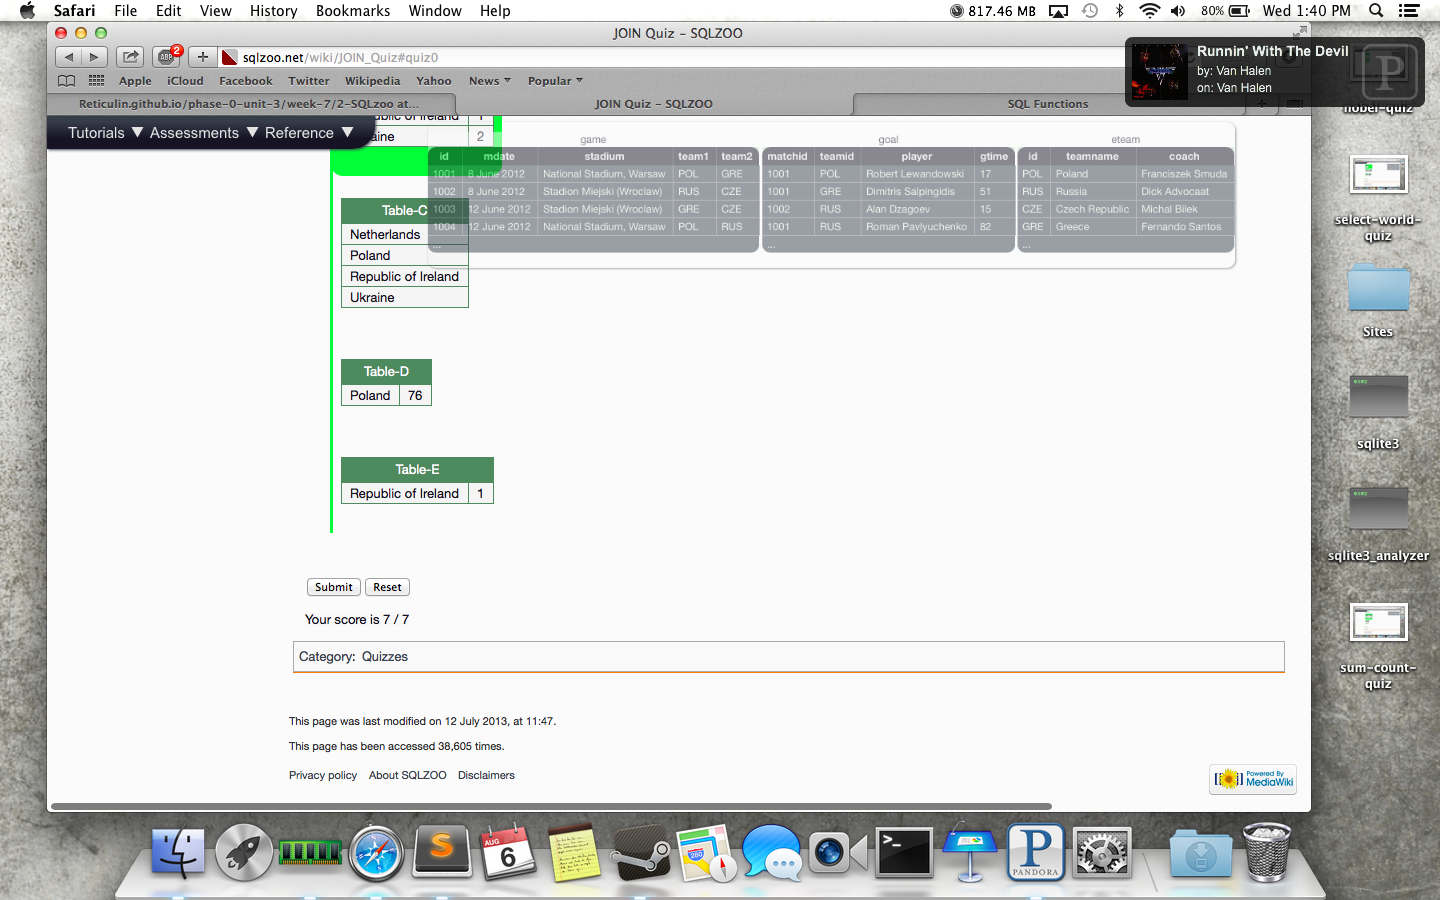 Safari File Edit View History Bookmarks Window Help 817.46 MB 80% Wed 1:40 PM
JOIN Quiz – SQLZOO
ABP 2 sqlzoo.net/wiki/JOIN_Quiz#quiz0
Apple iCloud Facebook Twitter Wikipedia Yahoo News ▼ Popular ▼
Reticulin.github.io/phase-0-unit-3/week-7/2-SQLzoo at... JOIN Quiz – SQLZOO SQL Functions
Runnin' With The Devil
by: Van Halen
on: Van Halen
P
Tutorials ▼ Assessments ▼ Reference ▼
public of Ireland 1
aine 2
game goal eteam
id mdate stadium team1 team2 matchid teamid player gtime id teamname coach
1001 8 June 2012 National Stadium, Warsaw POL GRE 1001 POL Robert Lewandowski 17 POL Poland Franciszek Smuda
1002 8 June 2012 Stadion Miejski (Wroclaw) RUS CZE 1001 GRE Dimitris Salpingidis 51 RUS Russia Dick Advocaat
1003 12 June 2012 Stadion Miejski (Wroclaw) GRE CZE 1002 RUS Alan Dzagoev 15 CZE Czech Republic Michal Bilek
1004 12 June 2012 National Stadium, Warsaw POL RUS 1001 RUS Roman Pavlyuchenko 82 GRE Greece Fernando Santos
... ... ...
Table-C
Netherlands
Poland
Republic of Ireland
Ukraine
Table-D
Poland 76
Table-E
Republic of Ireland 1
Submit Reset
Your score is 7 / 7
Category: Quizzes
This page was last modified on 12 July 2013, at 11:47.
This page has been accessed 38,605 times.
Privacy policy About SQLZOO Disclaimers
Powered By
MediaWiki
nobel-quiz
select-world-
quiz
Sites
exec
sqlite3
exec
sqlite3_analyzer
sum-count-
quiz
S
AUG
6
280
>_
P
PANDORA